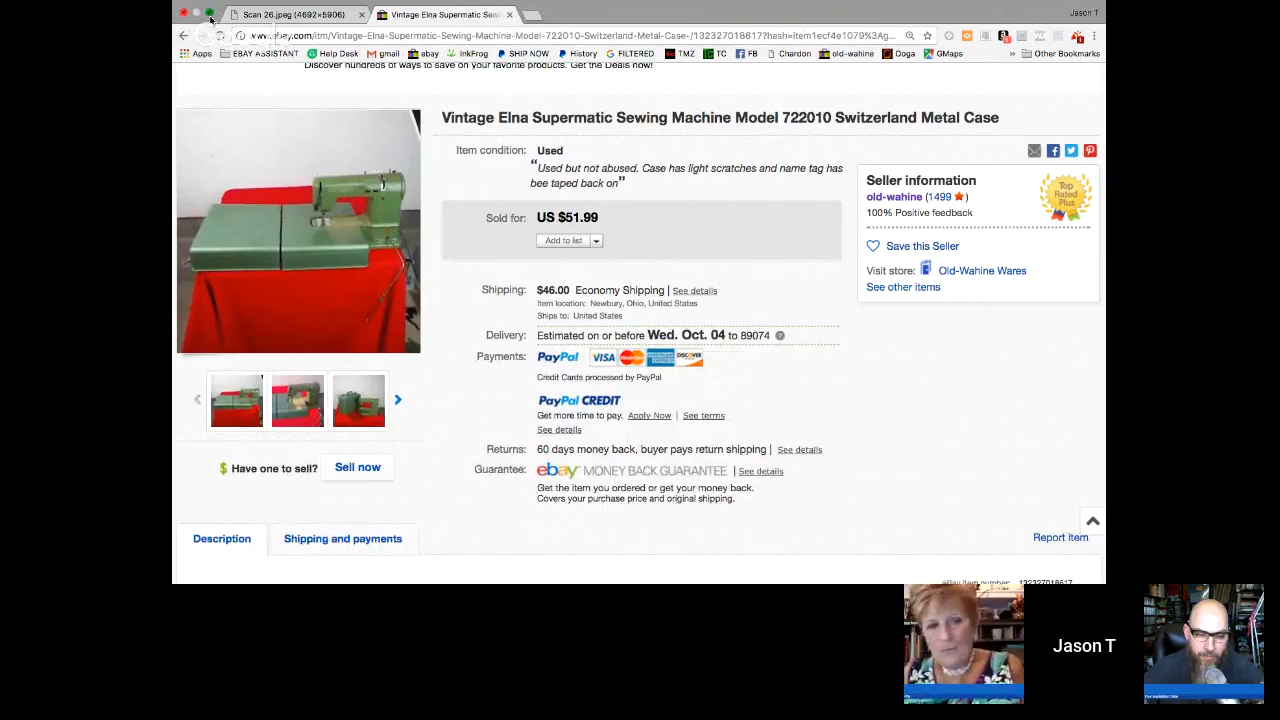 Scan 26.jpeg (4692×5906)
Vintage Elna Supermatic Sewi
Jason T
www.ebay.com/itm/Vintage-Elna-Supermatic-Sewing-Machine-Model-722010-Switzerland-Metal-Case-/132327018617?hash=item1ecf4e1079%3Ag...
Apps EBAY ASSISTANT Help Desk Gmail ebay InkFrog SHIP NOW History FILTERED TMZ TC FB Chardon old-wahine Ooga GMaps » Other Bookmarks
Discover hundreds of ways to save on your favorite products. Get the Deals now!
Vintage Elna Supermatic Sewing Machine Model 722010 Switzerland Metal Case
Item condition: Used
“Used but not abused. Case has light scratches and name tag has
bee taped back on”
Sold for: US $51.99
Add to list
Shipping: $46.00 Economy Shipping | See details
Item location: Newbury, Ohio, United States
Ships to: United States
Delivery: Estimated on or before Wed. Oct. 04 to 89074
Payments: PayPal VISA MasterCard DISCOVER
Credit Cards processed by PayPal
PayPal CREDIT
Get more time to pay. Apply Now | See terms
See details
Returns: 60 days money back, buyer pays return shipping | See details
Guarantee: ebay MONEY BACK GUARANTEE | See details
Get the item you ordered or get your money back.
Covers your purchase price and original shipping.
Seller information
old-wahine (1499)
100% Positive feedback
Top
Rated
Plus
Save this Seller
Visit store: Old-Wahine Wares
See other items
$ Have one to sell? Sell now
Description
Shipping and payments
Report item
eBay item number: 132327018617
Jason T